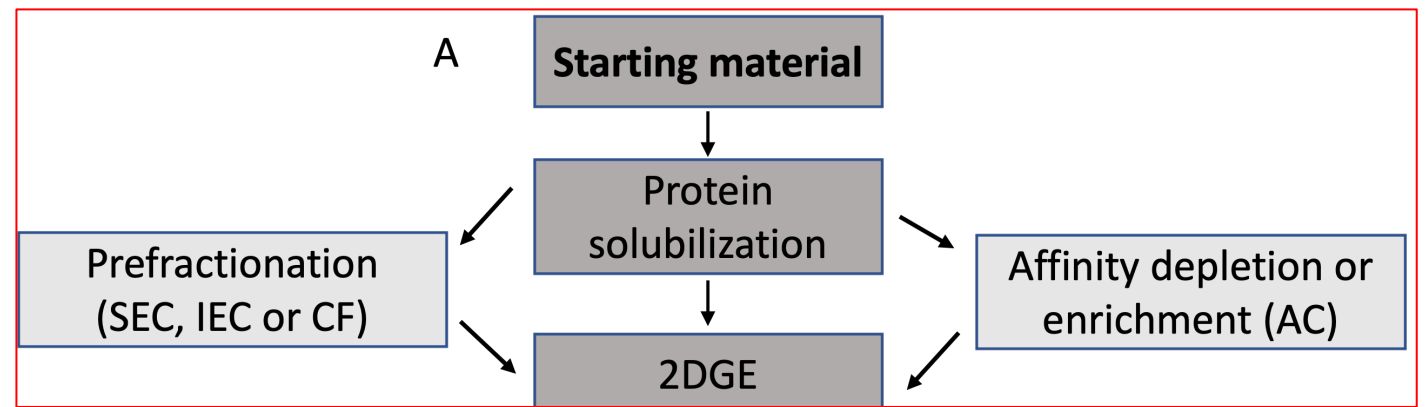 A
Starting material
Protein
solubilization
Prefractionation
(SEC, IEC or CF)
Affinity depletion or
enrichment (AC)
2DGE